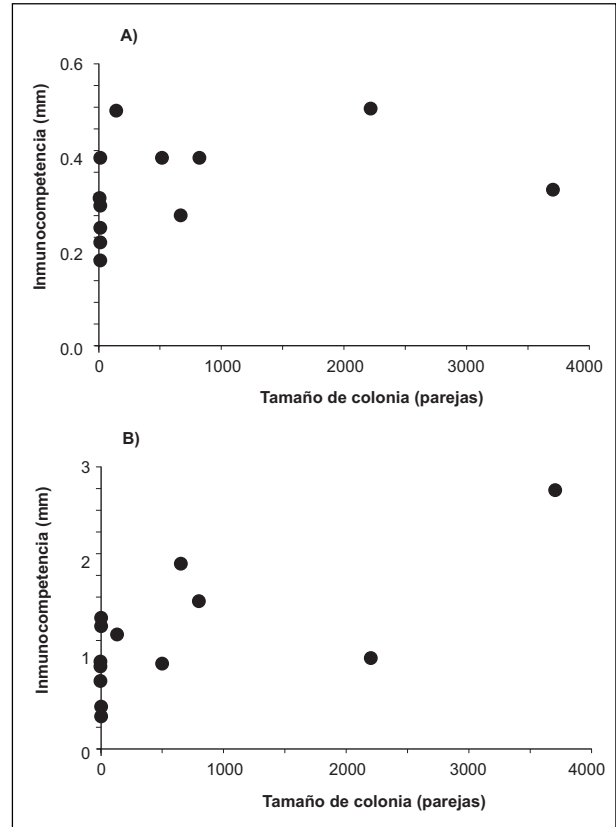 A)
Inmunocompetencia (mm)
0.6
0.4
0.2
0.0
0 1000 2000 3000 4000
Tamaño de colonia (parejas)
B)
Inmunocompetencia (mm)
3
2
1
0
0 1000 2000 3000 4000
Tamaño de colonia (parejas)